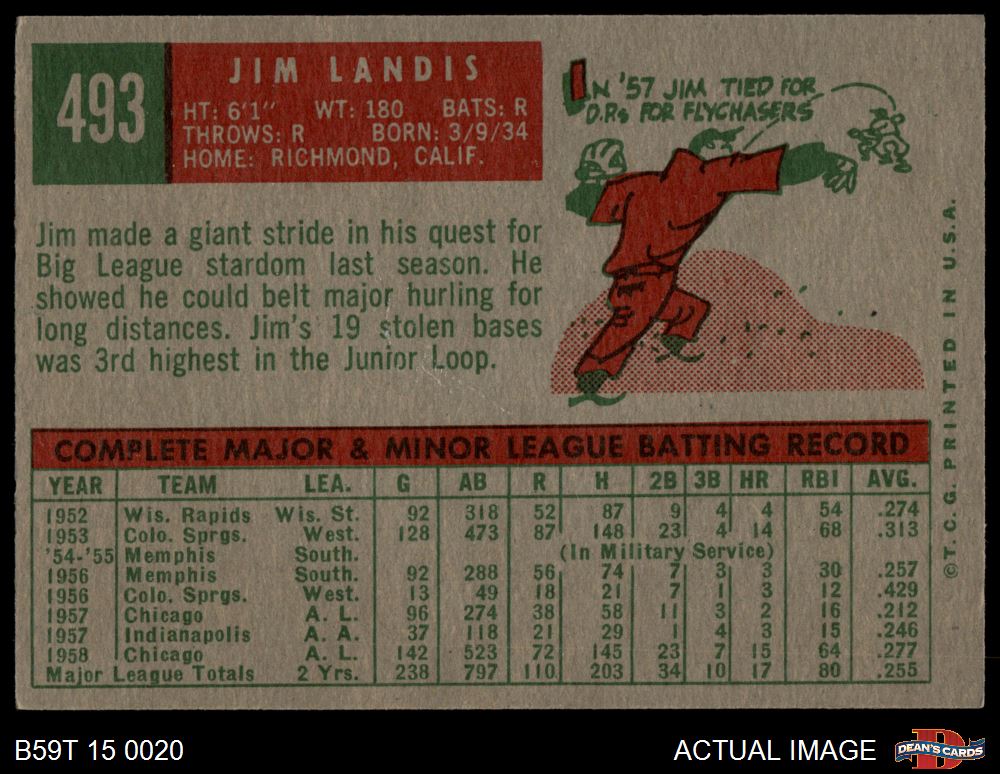 493
JIM LANDIS
HT: 6'1" WT: 180 BATS: R
THROWS: R BORN: 3/9/34
HOME: RICHMOND, CALIF.
IN '57 JIM TIED FOR
D.P.s FOR FLYCHASERS
Jim made a giant stride in his quest for
Big League stardom last season. He
showed he could belt major hurling for
long distances. Jim's 19 stolen bases
was 3rd highest in the Junior Loop.
COMPLETE MAJOR & MINOR LEAGUE BATTING RECORD
YEAR TEAM LEA. G AB R H 2B 3B HR RBI AVG.
1952 Wis. Rapids Wis. St. 92 318 52 87 9 4 4 54 .274
1953 Colo. Sprgs. West. 128 473 87 148 23 4 14 68 .313
'54-'55 Memphis South. (In Military Service)
1956 Memphis South. 92 288 56 74 7 3 3 30 .257
1956 Colo. Sprgs. West. 13 49 18 21 7 1 3 12 .429
1957 Chicago A. L. 96 274 38 58 11 3 2 16 .212
1957 Indianapolis A. A. 37 118 21 29 1 4 3 15 .246
1958 Chicago A. L. 142 523 72 145 23 7 15 64 .277
Major League Totals 2 Yrs. 238 797 110 203 34 10 17 80 .255
©T.C.G. PRINTED IN U.S.A.
B59T 15 0020
ACTUAL IMAGE
DEAN'S CARDS